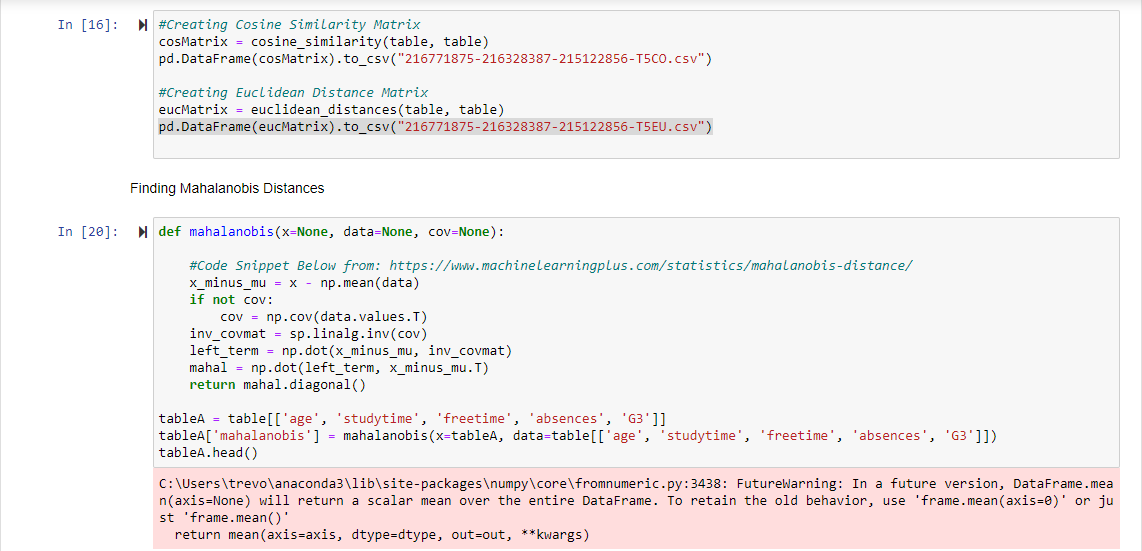 In [16]:
#Creating Cosine Similarity Matrix
cosMatrix = cosine_similarity(table, table)
pd.DataFrame(cosMatrix).to_csv("216771875-216328387-215122856-T5CO.csv")
#Creating Euclidean Distance Matrix
eucMatrix = euclidean_distances(table, table)
pd.DataFrame(eucMatrix).to_csv("216771875-216328387-215122856-T5EU.csv")
Finding Mahalanobis Distances
In [20]:
def mahalanobis(x=None, data=None, cov=None):
#Code Snippet Below from: https://www.machinelearningplus.com/statistics/mahalanobis-distance/
x_minus_mu = x - np.mean(data)
if not cov:
cov = np.cov(data.values.T)
inv_covmat = sp.linalg.inv(cov)
left_term = np.dot(x_minus_mu, inv_covmat)
mahal = np.dot(left_term, x_minus_mu.T)
return mahal.diagonal()
tableA = table[['age', 'studytime', 'freetime', 'absences', 'G3']]
tableA['mahalanobis'] = mahalanobis(x=tableA, data=table[['age', 'studytime', 'freetime', 'absences', 'G3']])
tableA.head()
C:\Users\trevo\anaconda3\lib\site-packages\numpy\core\fromnumeric.py:3438: FutureWarning: In a future version, DataFrame.mea
n(axis=None) will return a scalar mean over the entire DataFrame. To retain the old behavior, use 'frame.mean(axis=0)' or ju
st 'frame.mean()'
return mean(axis=axis, dtype=dtype, out=out, **kwargs)